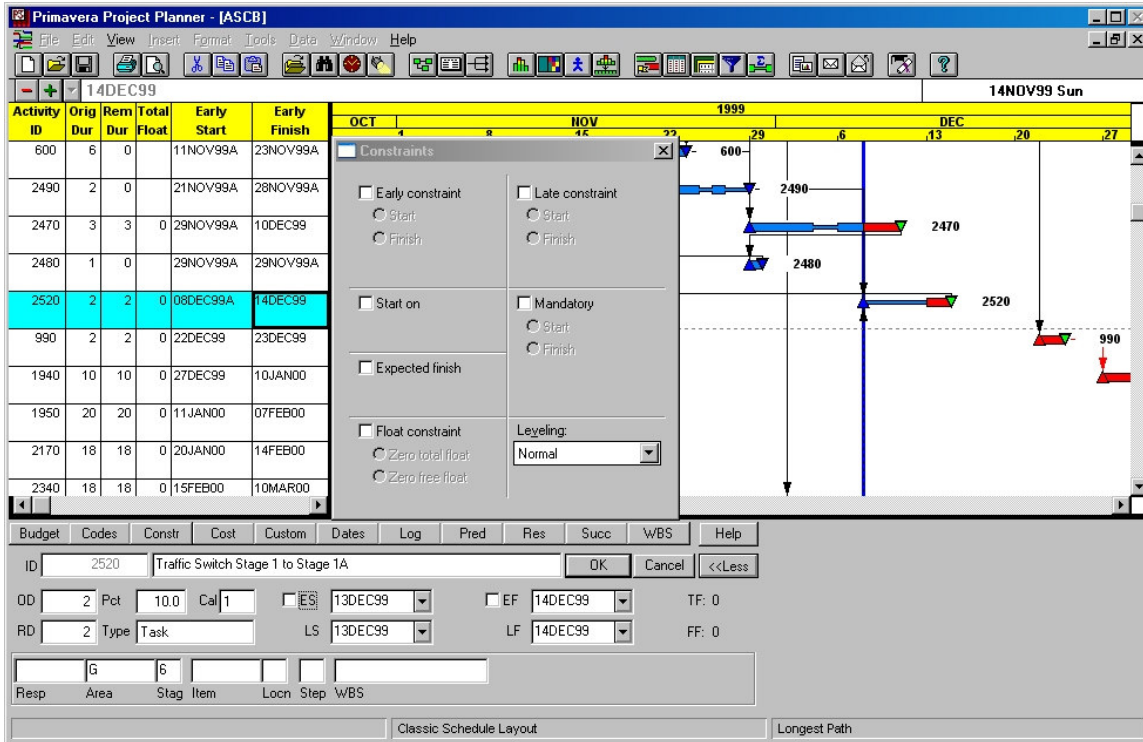 Primavera Project Planner - [ASCB]
File Edit View Insert Format Tools Data Window Help
14DEC99
14NOV99 Sun
Activity ID Orig Dur Rem Dur Total Float Early Start Early Finish
1999
OCT NOV DEC
1 8 15 22 29 6 13 20 27
600 6 0 11NOV99A 23NOV99A
2490 2 0 21NOV99A 28NOV99A
2470 3 3 0 29NOV99A 10DEC99
2480 1 0 29NOV99A 29NOV99A
2520 2 2 0 08DEC99A 14DEC99
990 2 2 0 22DEC99 23DEC99
1940 10 10 0 27DEC99 10JAN00
1950 20 20 0 11JAN00 07FEB00
2170 18 18 0 20JAN00 14FEB00
2340 18 18 0 15FEB00 10MAR00
600
2490
2470
2480
2520
990
Constraints
Early constraint
Start
Finish
Late constraint
Start
Finish
Start on
Mandatory
Start
Finish
Expected finish
Float constraint
Zero total float
Zero free float
Leveling:
Normal
Budget Codes Constr Cost Custom Dates Log Pred Res Succ WBS Help
ID 2520 Traffic Switch Stage 1 to Stage 1A OK Cancel <<Less
OD 2 Pct 10.0 Cal 1 ES 13DEC99 EF 14DEC99 TF: 0
RD 2 Type Task LS 13DEC99 LF 14DEC99 FF: 0
G 6
Resp Area Stag Item Locn Step WBS
Classic Schedule Layout Longest Path